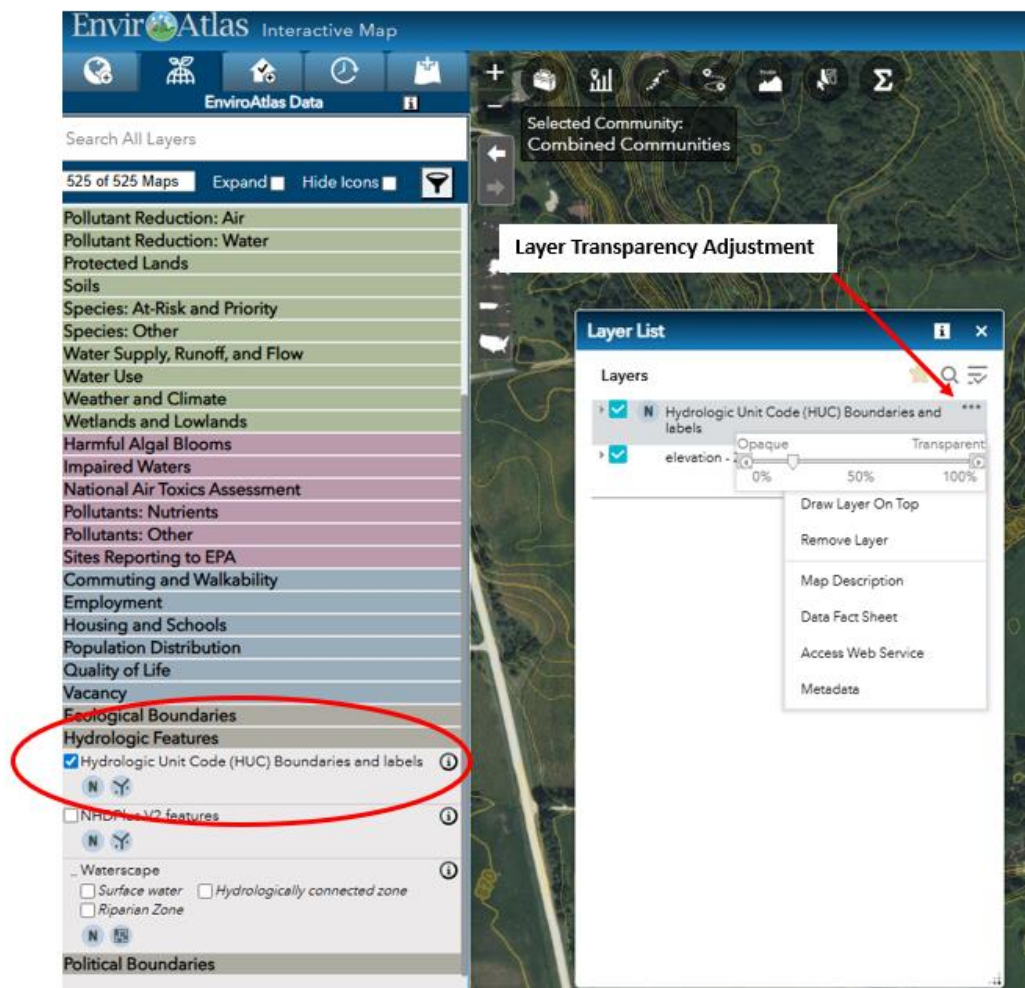 EnviroAtlas Interactive Map
EnviroAtlas Data
Search All Layers
525 of 525 Maps Expand Hide Icons
Pollutant Reduction: Air
Pollutant Reduction: Water
Protected Lands
Soils
Species: At-Risk and Priority
Species: Other
Water Supply, Runoff, and Flow
Water Use
Weather and Climate
Wetlands and Lowlands
Harmful Algal Blooms
Impaired Waters
National Air Toxics Assessment
Pollutants: Nutrients
Pollutants: Other
Sites Reporting to EPA
Commuting and Walkability
Employment
Housing and Schools
Population Distribution
Quality of Life
Vacancy
Ecological Boundaries
Hydrologic Features
Hydrologic Unit Code (HUC) Boundaries and labels
N
NHDPlus V2 features
N
Waterscape
Surface water Hydrologically connected zone
Riparian Zone
N
Political Boundaries
Selected Community:
Combined Communities
Layer Transparency Adjustment
Layer List
Layers
N Hydrologic Unit Code (HUC) Boundaries and
labels
elevation -
Opaque Transparent
0% 50% 100%
Draw Layer On Top
Remove Layer
Map Description
Data Fact Sheet
Access Web Service
Metadata